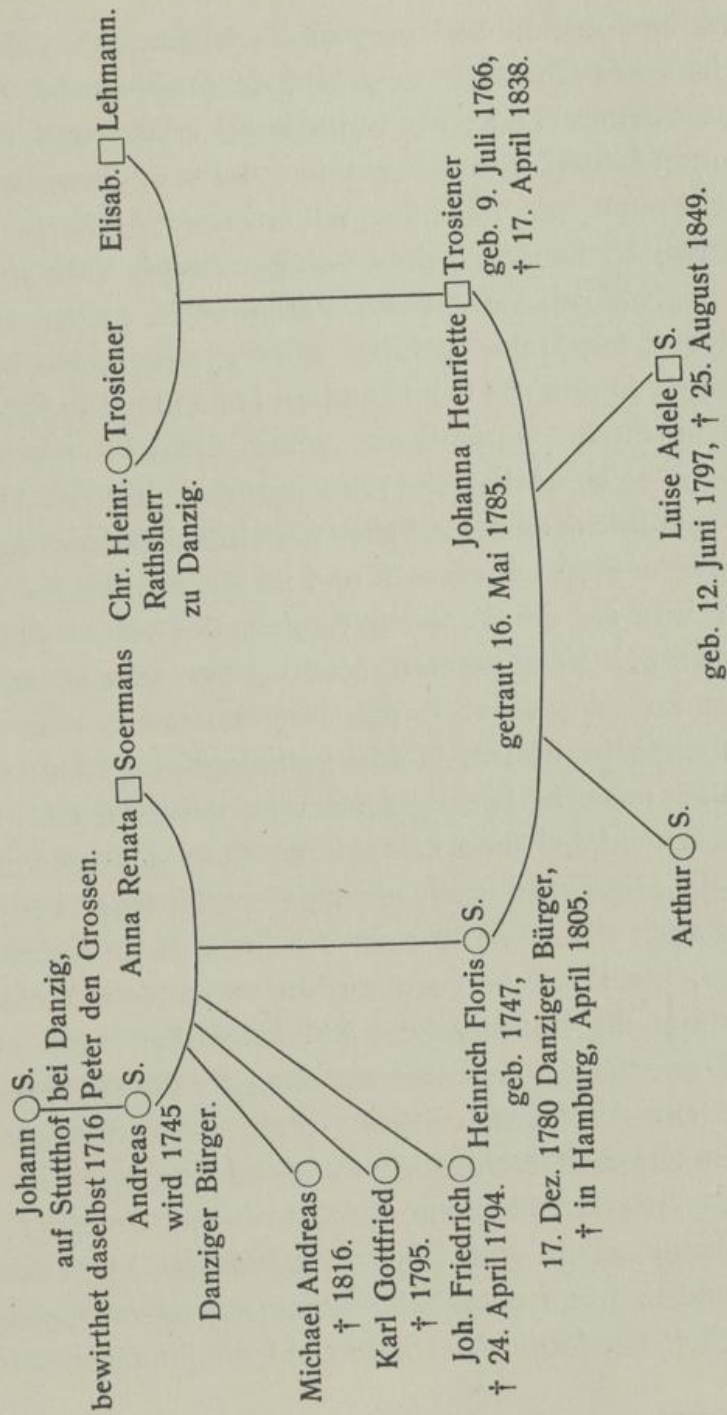 Johann S.
auf Stutthof bei Danzig,
bewirthet daselbst 1716 Peter den Grossen.
Andreas S.
wird 1745
Danziger Bürger.
Anna Renata Soermans
Chr. Heinr. Trosiener
Rathsherr
zu Danzig.
Elisab. Lehmann.
Michael Andreas
† 1816.
Karl Gottfried
† 1795.
Joh. Friedrich
† 24. April 1794.
Heinrich Floris S.
geb. 1747,
17. Dez. 1780 Danziger Bürger,
† in Hamburg, April 1805.
getraut 16. Mai 1785.
Johanna Henriette Trosiener
geb. 9. Juli 1766,
† 17. April 1838.
Arthur S.
Luise Adele S.
geb. 12. Juni 1797, † 25. August 1849.